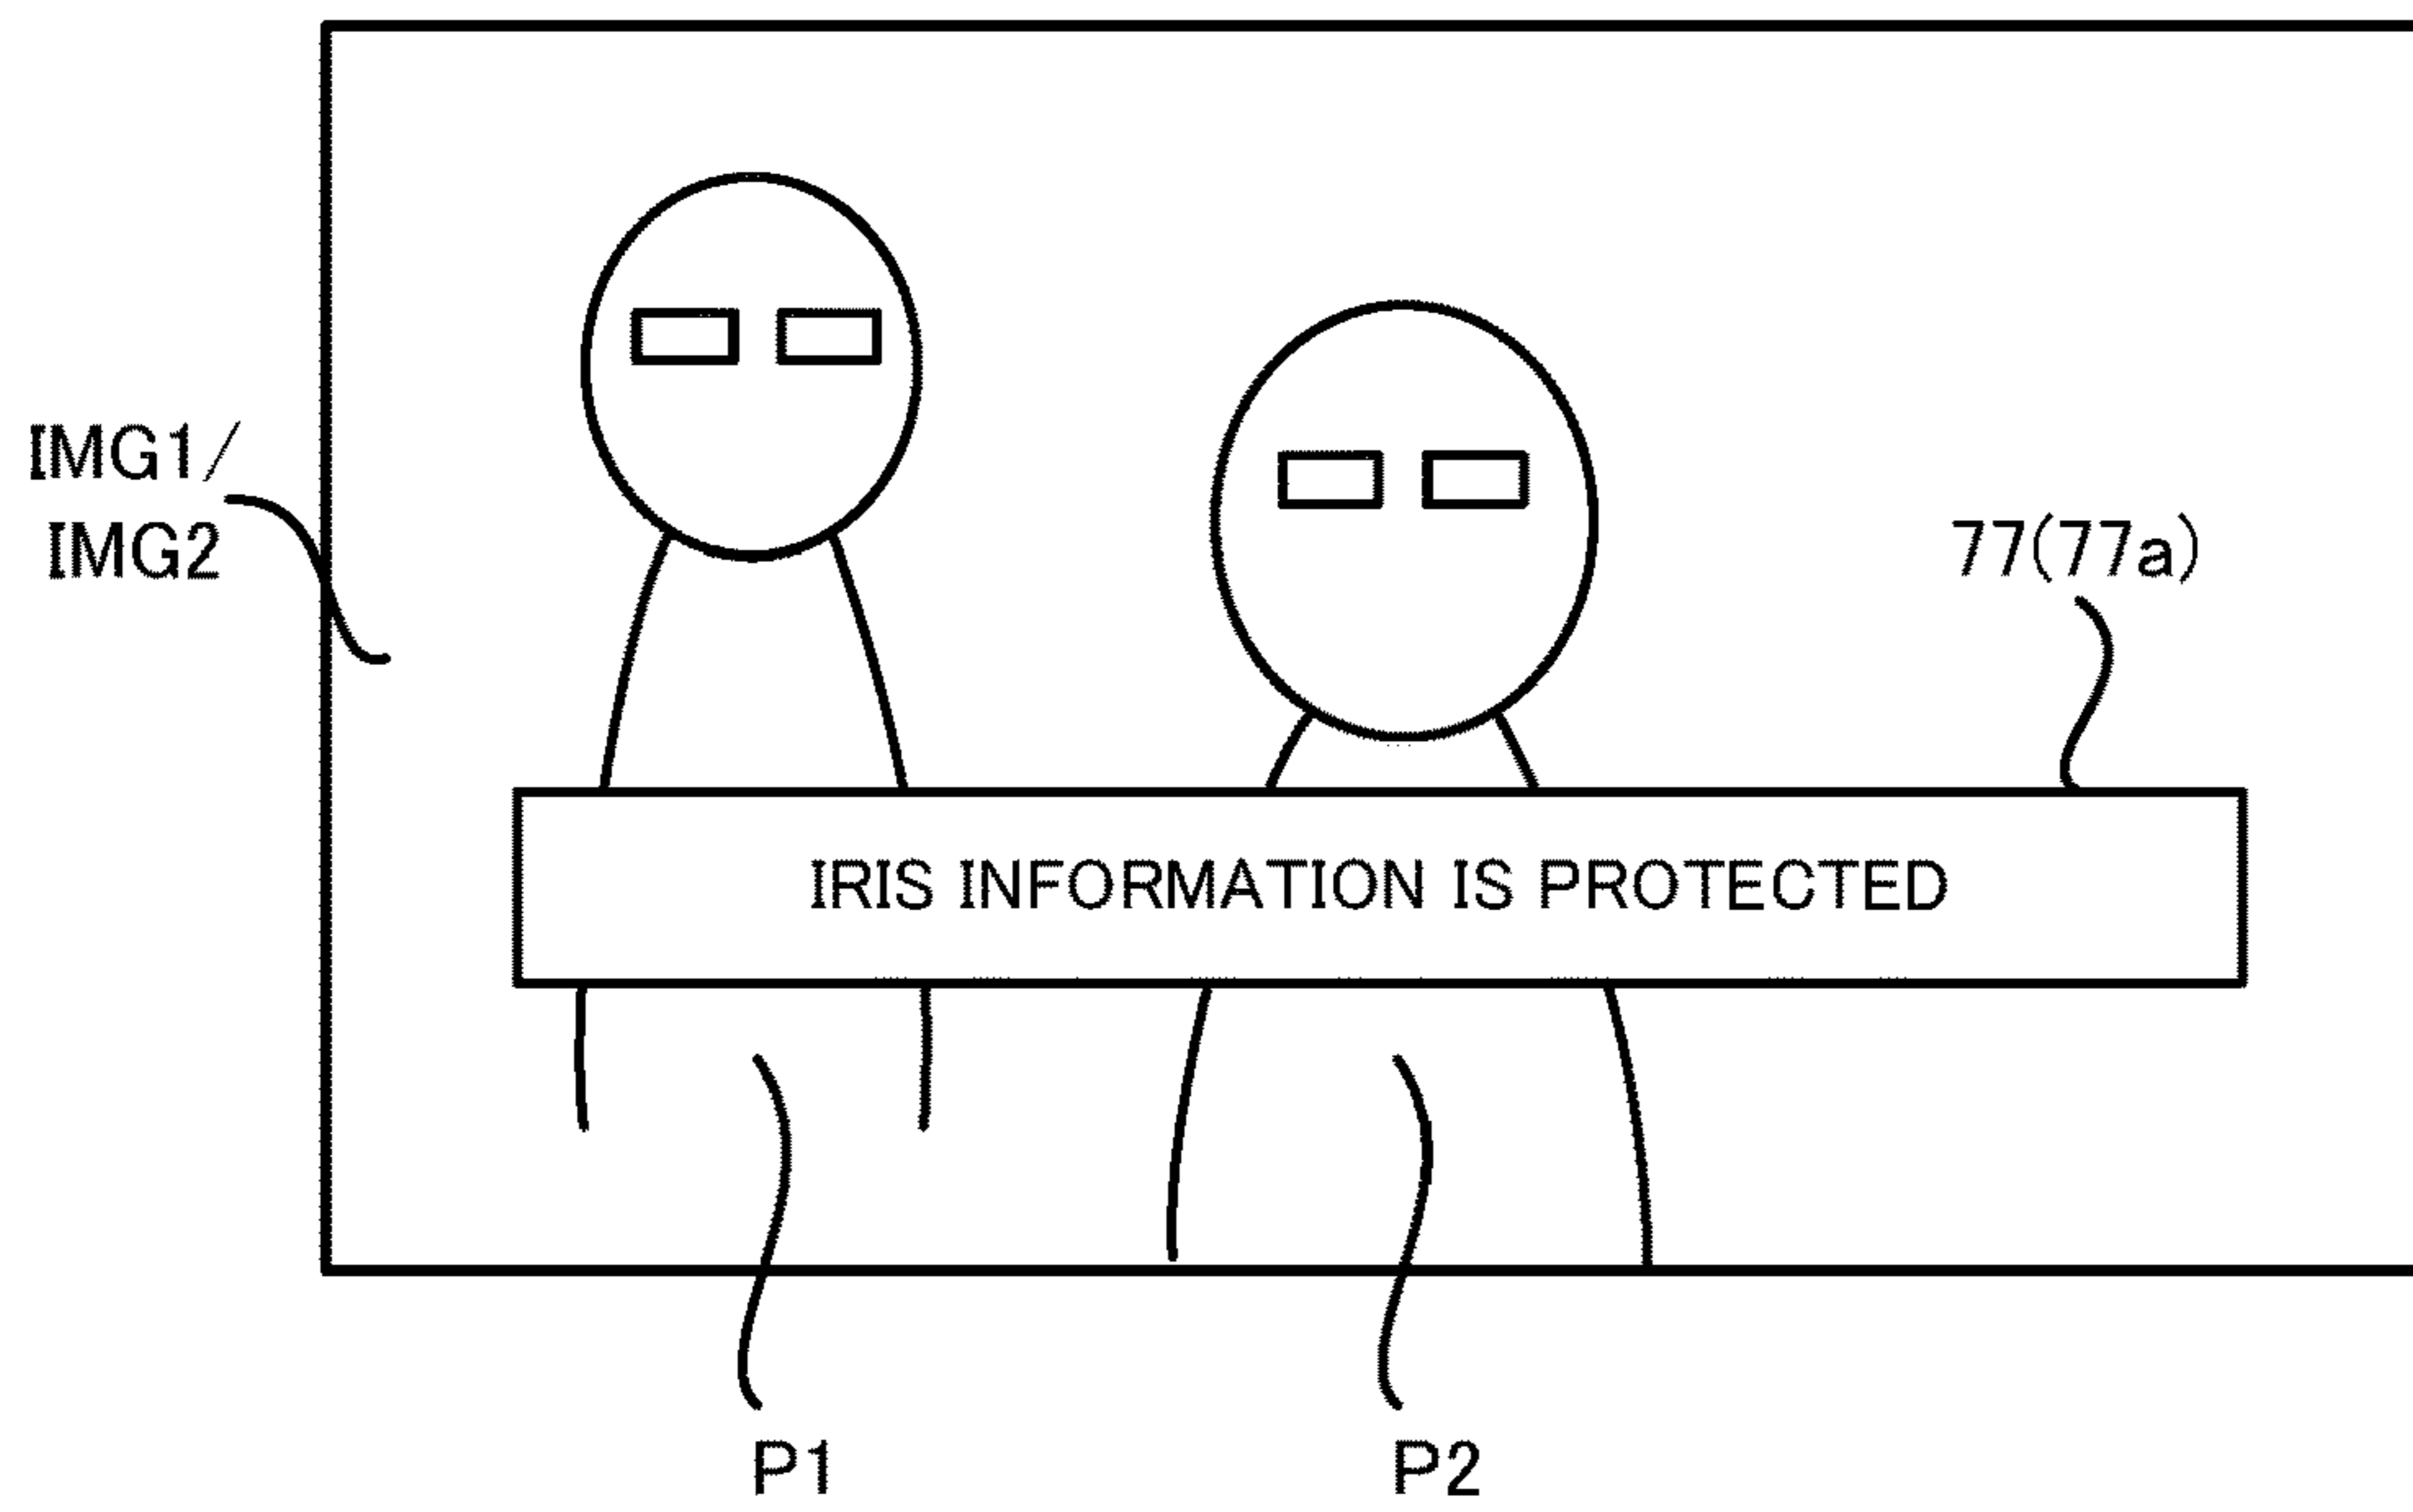 IMG1/
IMG2
77(77a)
IRIS INFORMATION IS PROTECTED
P1
P2